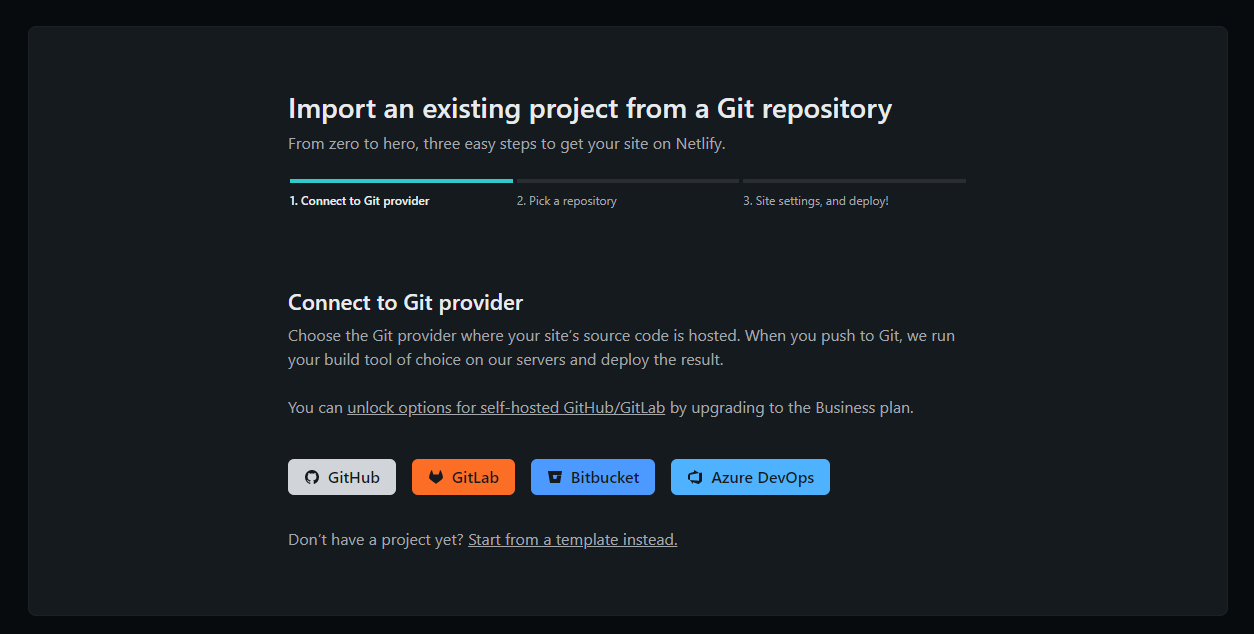 Import an existing project from a Git repository
From zero to hero, three easy steps to get your site on Netlify.
1. Connect to Git provider
2. Pick a repository
3. Site settings, and deploy!
Connect to Git provider
Choose the Git provider where your site’s source code is hosted. When you push to Git, we run
your build tool of choice on our servers and deploy the result.
You can unlock options for self-hosted GitHub/GitLab by upgrading to the Business plan.
GitHub
GitLab
Bitbucket
Azure DevOps
Don’t have a project yet? Start from a template instead.